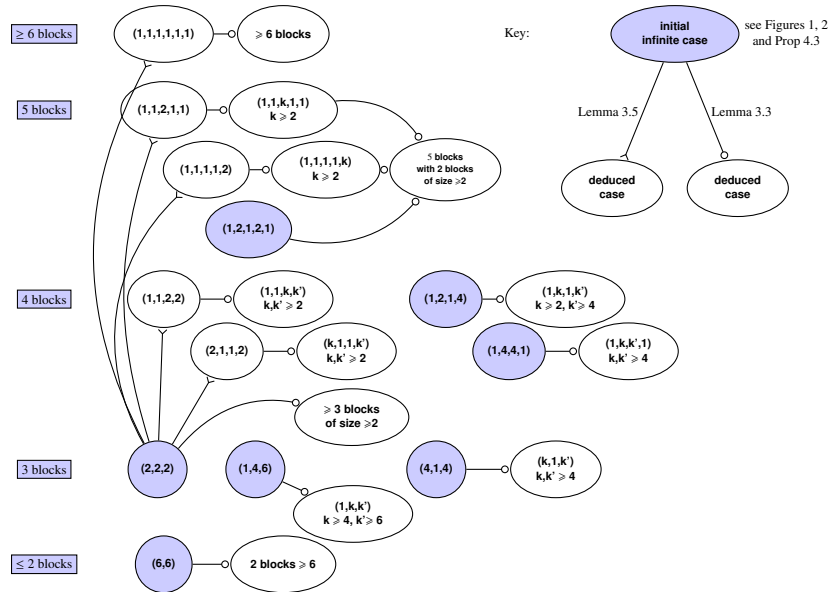 ≥ 6 blocks
(1,1,1,1,1,1)
⩾ 6 blocks
Key:
initial
infinite case
see Figures 1, 2
and Prop 4.3
Lemma 3.5
Lemma 3.3
deduced
case
deduced
case
5 blocks
(1,1,2,1,1)
(1,1,k,1,1)
k ⩾ 2
(1,1,1,1,2)
(1,1,1,1,k)
k ⩾ 2
5 blocks
with 2 blocks
of size ⩾2
(1,2,1,2,1)
4 blocks
(1,1,2,2)
(1,1,k,k')
k,k' ⩾ 2
(1,2,1,4)
(1,k,1,k')
k ⩾ 2, k'⩾ 4
(2,1,1,2)
(k,1,1,k')
k,k' ⩾ 2
(1,4,4,1)
(1,k,k',1)
k,k' ⩾ 4
⩾ 3 blocks
of size ⩾2
3 blocks
(2,2,2)
(1,4,6)
(4,1,4)
(k,1,k')
k,k' ⩾ 4
(1,k,k')
k ⩾ 4, k'⩾ 6
≤ 2 blocks
(6,6)
2 blocks ⩾ 6